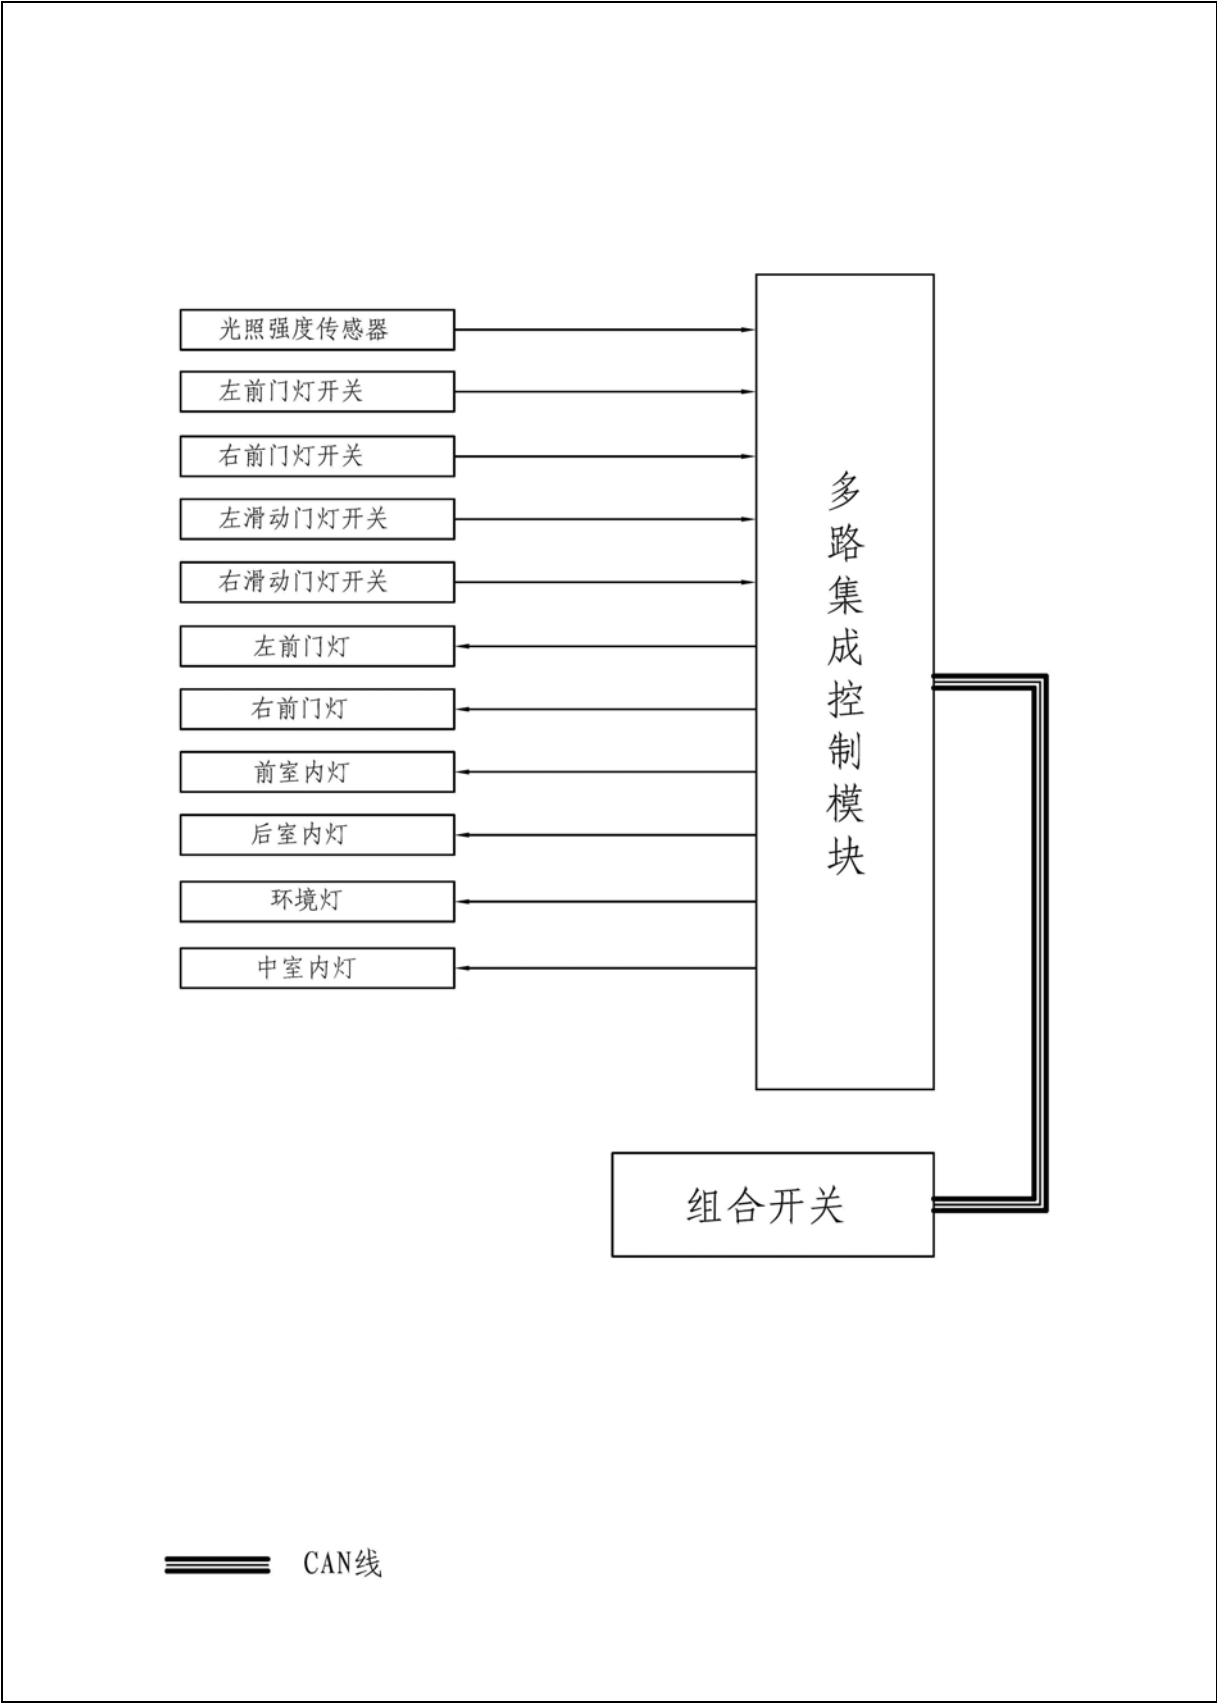 光照强度传感器
左前门灯开关
右前门灯开关
左滑动门灯开关
右滑动门灯开关
左前门灯
右前门灯
前室内灯
后室内灯
环境灯
中室内灯
多路集成控制模块
组合开关
CAN线